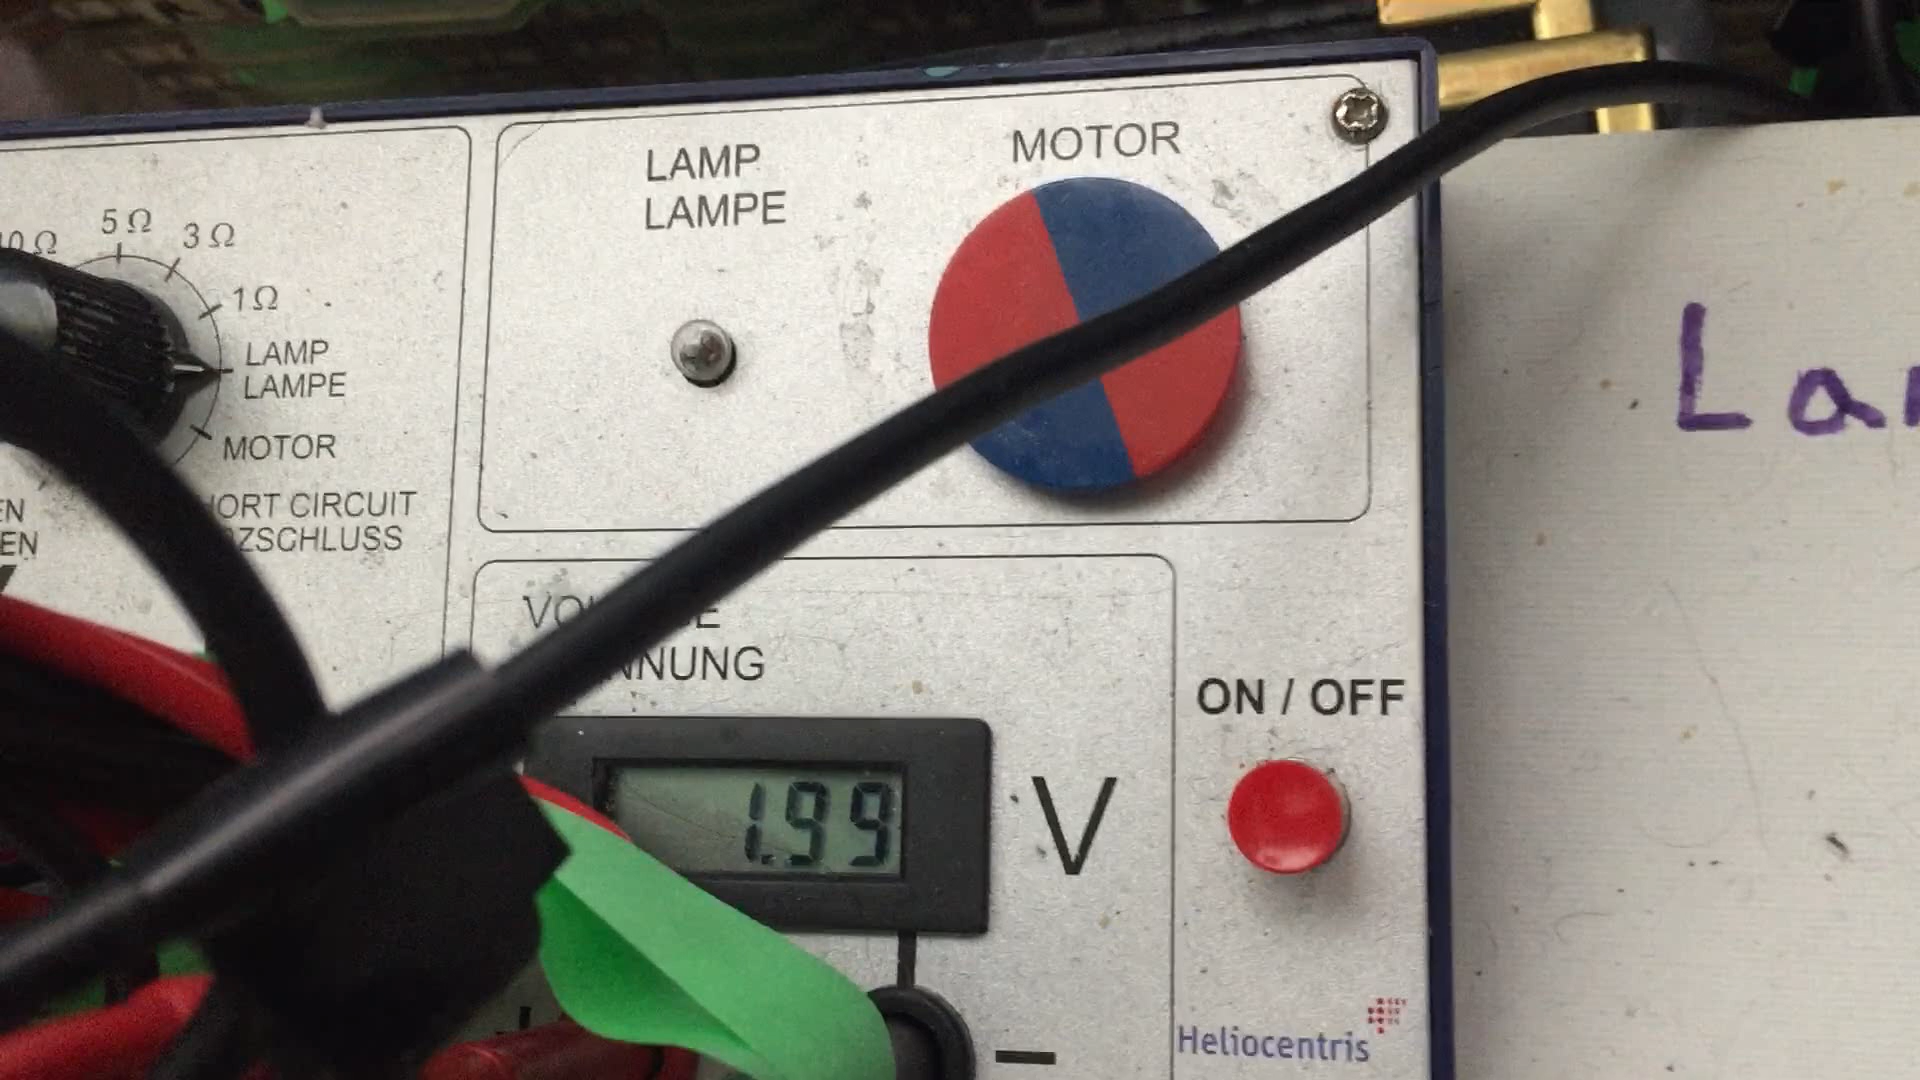 LAMP
LAMPE
MOTOR
5 Ω
3 Ω
1 Ω
LAMP
LAMPE
MOTOR
ORT CIRCUIT
ZSCHLUSS
EN
EN
NNUNG
1.99
V
ON / OFF
Heliocentris
–
La